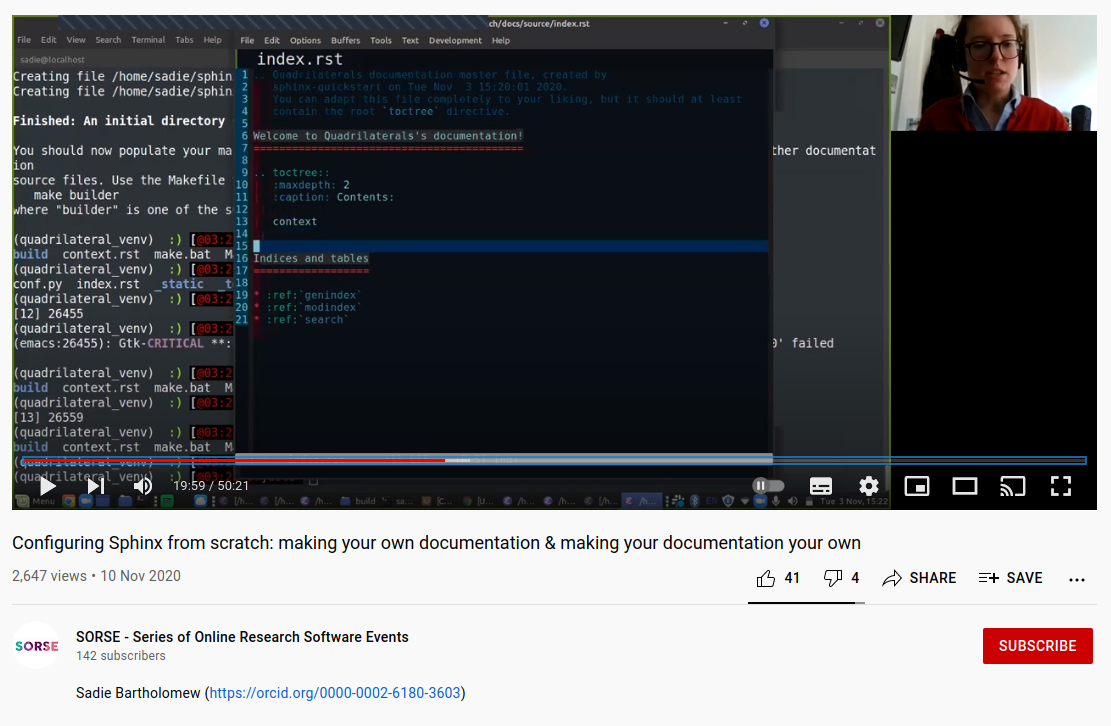 ch/docs/source/index.rst
File Edit View Search Terminal Tabs Help
File Edit Options Buffers Tools Text Development Help
sadie@localhost
index.rst
Creating file /home/sadie/sphin
Creating file /home/sadie/sphin
Finished: An initial directory
You should now populate your ma
ther documentat
ion
source files. Use the Makefile
make builder
where "builder" is one of the s
(quadrilateral_venv) :) [@03:2
build context.rst make.bat M
(quadrilateral_venv) :) [@03:2
conf.py index.rst _static _t
(quadrilateral_venv) :) [@03:2
[12] 26455
(quadrilateral_venv) :) [@03:2
(emacs:26455): Gtk-CRITICAL **:
0' failed
(quadrilateral_venv) :) [@03:2
build context.rst make.bat M
(quadrilateral_venv) :) [@03:2
[13] 26559
(quadrilateral_venv) :) [@03:2
build context.rst make.bat M
(quadrilateral_venv) :) [@03:2
(quadrilateral_venv) :) [@03:2
1 .. Quadrilaterals documentation master file, created by
2 sphinx-quickstart on Tue Nov 3 15:20:01 2020.
3 You can adapt this file completely to your liking, but it should at least
4 contain the root `toctree` directive.
5
6 Welcome to Quadrilaterals's documentation!
7 ==========================================
8
9 .. toctree::
10 :maxdepth: 2
11 :caption: Contents:
12
13 context
14
15
16 Indices and tables
17 ==================
18
19 * :ref:`genindex`
20 * :ref:`modindex`
21 * :ref:`search`
19:59 / 50:21
Menu
build
EN
Tue 3 Nov, 15:22
Configuring Sphinx from scratch: making your own documentation & making your documentation your own
2,647 views • 10 Nov 2020
41 4 SHARE SAVE ...
SORSE
SORSE - Series of Online Research Software Events
142 subscribers
SUBSCRIBE
Sadie Bartholomew (https://orcid.org/0000-0002-6180-3603)